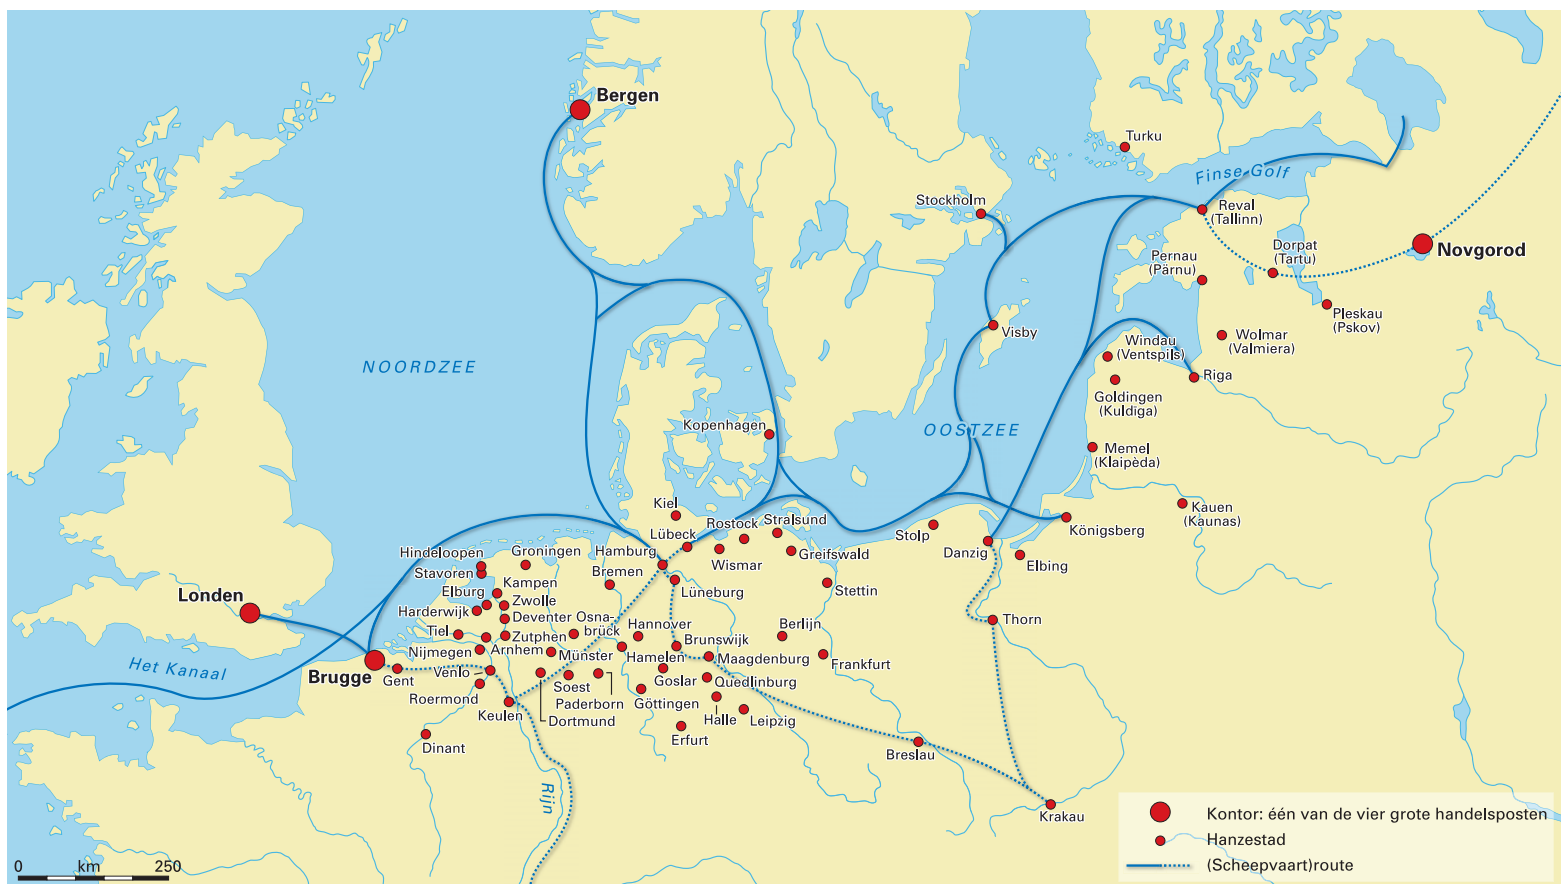 Bergen
Turku
Finse Golf
Stockholm
Reval
(Tallinn)
Novgorod
Dorpat
(Tartu)
Pernau
(Pärnu)
Pleskau
(Pskov)
Visby
Wolmar
(Valmiera)
Windau
(Ventspils)
NOORDZEE
Riga
Goldingen
(Kuldiga)
Kopenhagen
OOSTZEE
Memel
(Klaipèda)
Kiel
Kauen
(Kaunas)
Rostock
Stralsund
Königsberg
Lübeck
Stolp
Hindeloopen
Groningen
Hamburg
Wismar
Greifswald
Danzig
Elbing
Stavoren
Kampen
Bremen
Elburg
Lüneburg
Stettin
Londen
Zwolle
Harderwijk
Deventer
Osna-
brück
Hannover
Berlijn
Thorn
Tiel
Zutphen
Brunswijk
Nijmegen
Arnhem
Münster
Hamelen
Maagdenburg
Frankfurt
Het Kanaal
Brugge
Gent
Venlo
Soest
Goslar
Quedlinburg
Roermond
Paderborn
Göttingen
Keulen
Dortmund
Halle
Leipzig
Dinant
Erfurt
Breslau
Rijn
Krakau
Kontor: één van de vier grote handelsposten
Hanzestad
(Scheepvaart)route
0 km 250